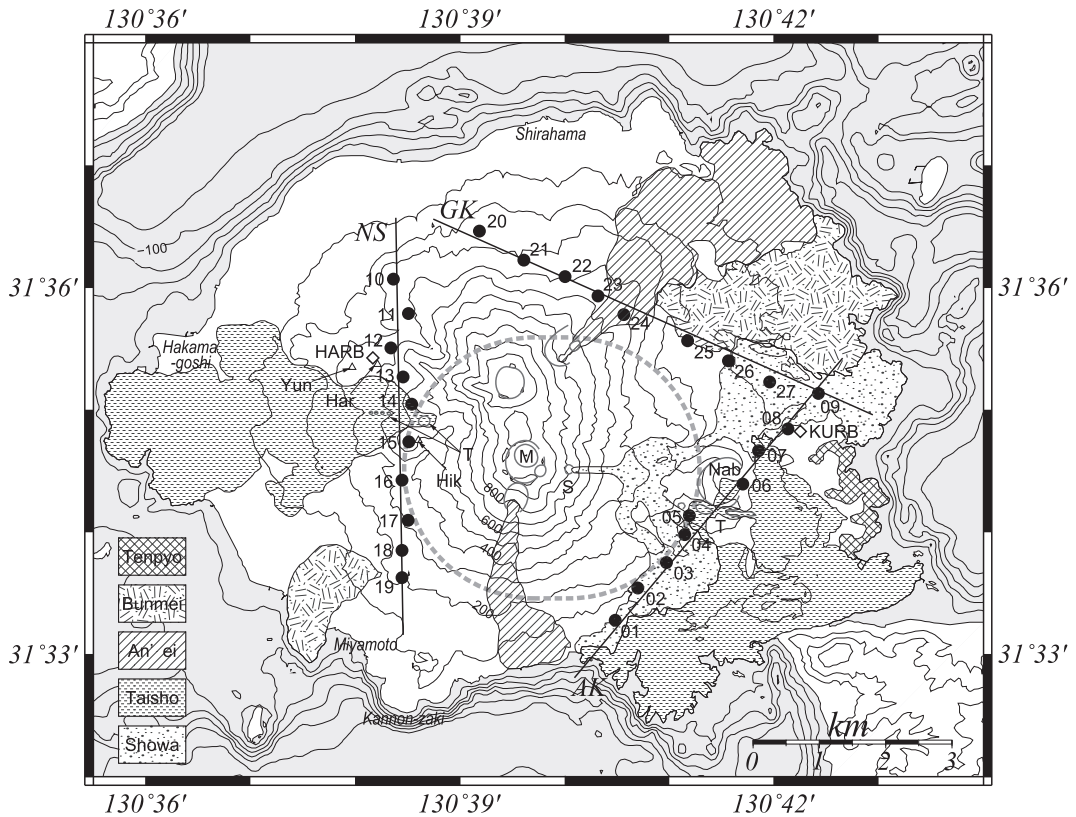 130°36' 130°39' 130°42'
Shirahama
GK 20
NS
21
-100
22
10
31°36' 31°36'
23
11
24
12
Hakama
-goshi
HARB
25
13
26
Yun
27
Har
14
09
08
KURB
15
T
M
07
Nab
16
Hik
S
06
800
05
17
600
T
04
400
18
03
Tenpyo
19
02
200
Bunmei
01
An' ei
Miyamoto
31°33' 31°33'
AK
Taisho
Kannon-zaki
km
Showa
0 1 2 3
130°36' 130°39' 130°42'